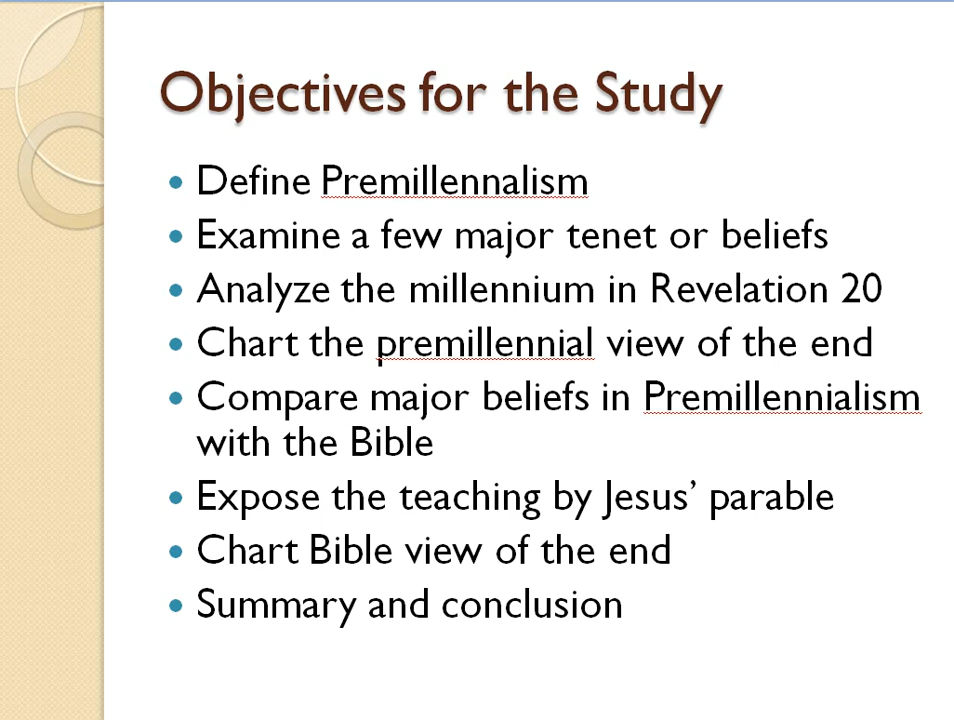 Objectives for the Study
• Define Premillennalism
• Examine a few major tenet or beliefs
• Analyze the millennium in Revelation 20
• Chart the premillennial view of the end
• Compare major beliefs in Premillennialism
with the Bible
• Expose the teaching by Jesus’ parable
• Chart Bible view of the end
• Summary and conclusion